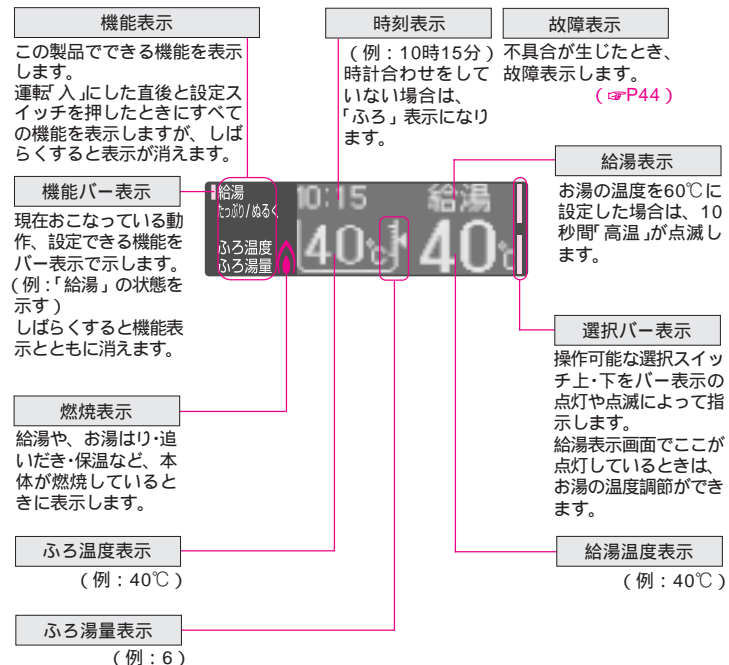 機能表示
この製品でできる機能を表示
します。
運転「入」にした直後と設定ス
イッチを押したときにすべて
の機能を表示しますが、しば
らくすると表示が消えます。
時刻表示
(例：10時15分)
時計合わせをして
いない場合は、
「ふろ」表示になり
ます。
故障表示
不具合が生じたとき、
故障表示します。
(☞P44)
機能バー表示
現在おこなっている動
作、設定できる機能を
バー表示で示します。
(例：「給湯」の状態を
示す)
しばらくすると機能表
示とともに消えます。
給湯
たっぷり/ぬるく
ふろ温度
ふろ湯量
10:15
給湯
40℃
40℃
給湯表示
お湯の温度を60℃に
設定した場合は、10
秒間「高温」が点滅し
ます。
選択バー表示
操作可能な選択スイッ
チ上・下をバー表示の
点灯や点滅によって指
示します。
給湯表示画面でここが
点灯しているときは、
お湯の温度調節ができ
ます。
燃焼表示
給湯や、お湯はり・追
いだき・保温など、本
体が燃焼していると
きに表示します。
ふろ温度表示
(例：40℃)
給湯温度表示
(例：40℃)
ふろ湯量表示
(例：6)